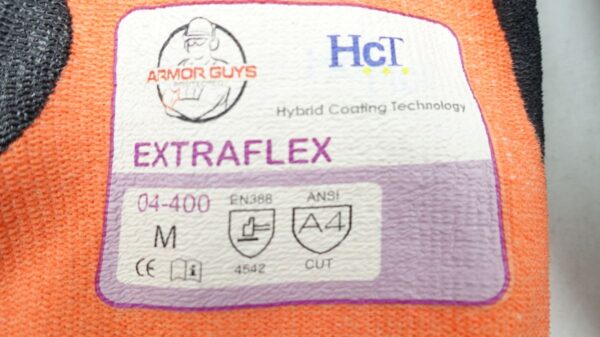 ARMOR GUYS
HcT
Hybrid Coating Technology
EXTRAFLEX
04-400
M
CE
EN388
4542
ANSI
A4
CUT